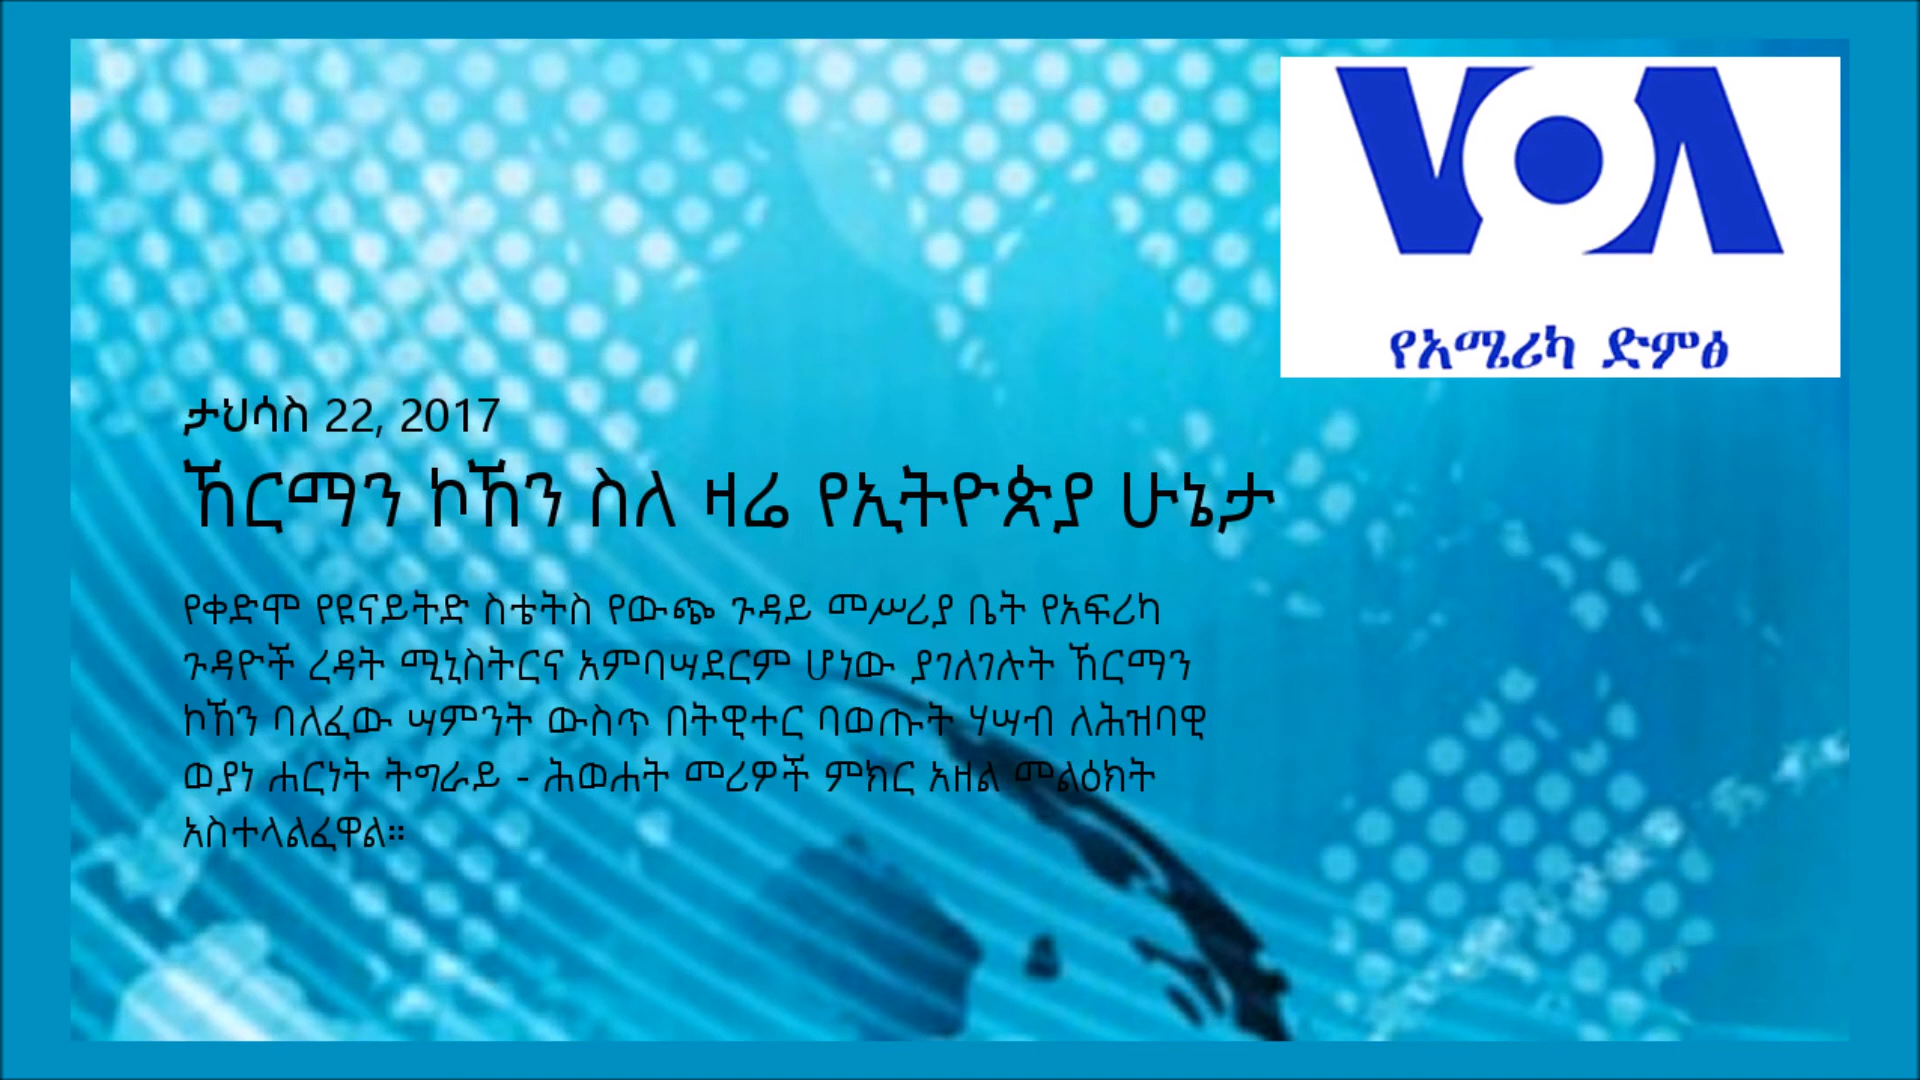 VOA
የአሜሪካ ድምፅ
ታህሳስ 22, 2017
ኸርማን ኮኸን ስለ ዛሬ የኢትዮጵያ ሁኔታ
የቀድሞ የዩናይትድ ስቴትስ የውጭ ጉዳይ መሥሪያ ቤት የአፍሪካ
ጉዳዮች ረዳት ሚኒስትርና አምባሣደርም ሆነው ያገለገሉት ኸርማን
ኮኸን ባለፈው ሣምንት ውስጥ በትዊተር ባወጡት ሃሣብ ለሕዝባዊ
ወያነ ሐርነት ትግራይ - ሕወሐት መሪዎች ምክር አዘል መልዕክት
አስተላልፈዋል።